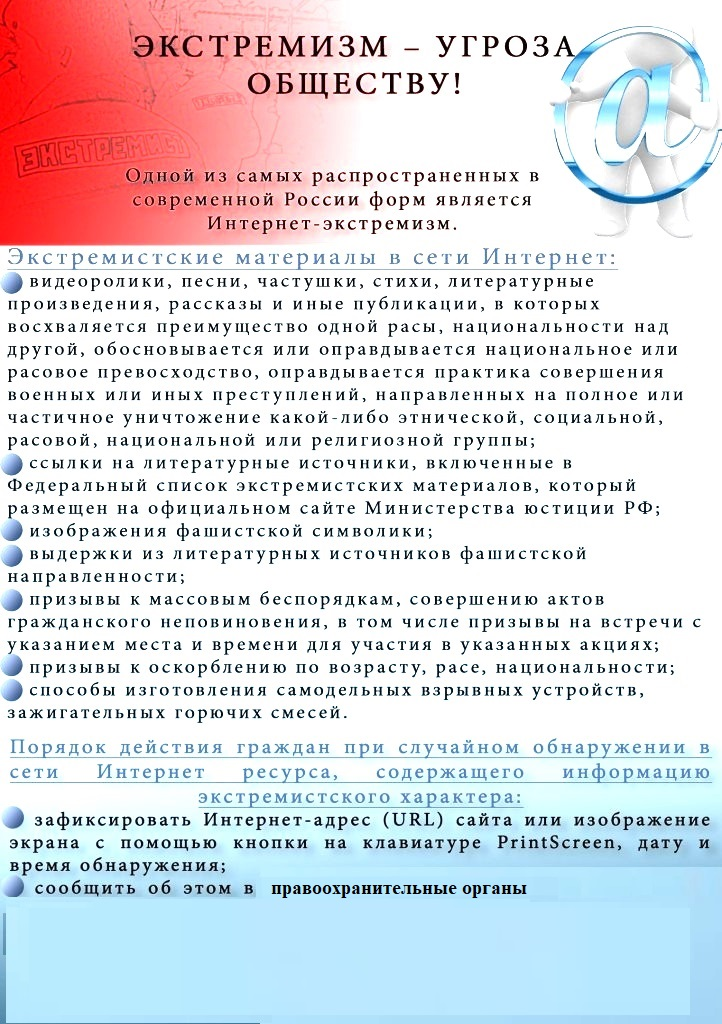 ЭКСТРЕМИЗМ – УГРОЗА
ОБЩЕСТВУ!
ЭКСТРЕМИСТ
Одной из самых распространенных в
современной России форм является
Интернет-экстремизм.
Экстремистские материалы в сети Интернет:
видеоролики, песни, частушки, стихи, литературные
произведения, рассказы и иные публикации, в которых
восхваляется преимущество одной расы, национальности над
другой, обосновывается или оправдывается национальное или
расовое превосходство, оправдывается практика совершения
военных или иных преступлений, направленных на полное или
частичное уничтожение какой-либо этнической, социальной,
расовой, национальной или религиозной группы;
ссылки на литературные источники, включенные в
Федеральный список экстремистских материалов, который
размещен на официальном сайте Министерства юстиции РФ;
изображения фашистской символики;
выдержки из литературных источников фашистской
направленности;
призывы к массовым беспорядкам, совершению актов
гражданского неповиновения, в том числе призывы на встречи с
указанием места и времени для участия в указанных акциях;
призывы к оскорблению по возрасту, расе, национальности;
способы изготовления самодельных взрывных устройств,
зажигательных горючих смесей.
Порядок действия граждан при случайном обнаружении в
сети Интернет ресурса, содержащего информацию
экстремистского характера:
зафиксировать Интернет-адрес (URL) сайта или изображение
экрана с помощью кнопки на клавиатуре PrintScreen, дату и
время обнаружения;
сообщить об этом в правоохранительные органы